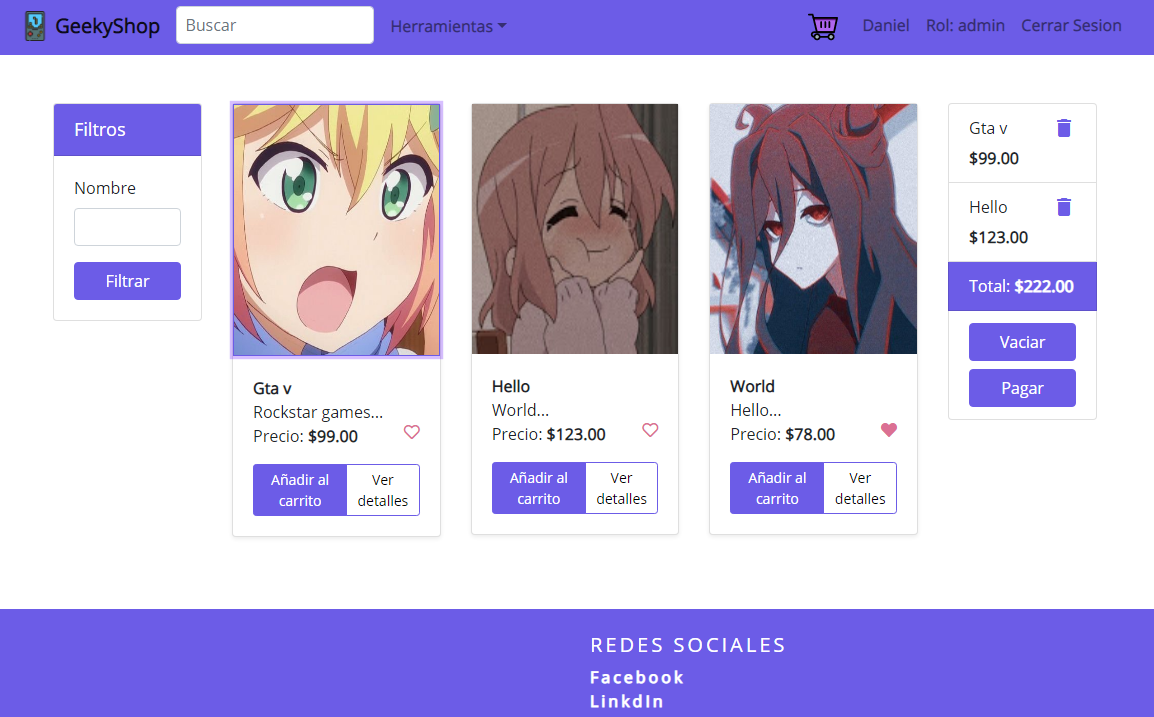 GeekyShop
Buscar
Herramientas
Daniel
Rol: admin
Cerrar Sesion
Filtros
Nombre
Filtrar
Gta v
Rockstar games...
Precio: $99.00
Añadir al
carrito
Ver
detalles
Hello
World...
Precio: $123.00
Añadir al
carrito
Ver
detalles
World
Hello...
Precio: $78.00
Añadir al
carrito
Ver
detalles
Gta v
$99.00
Hello
$123.00
Total: $222.00
Vaciar
Pagar
REDES SOCIALES
Facebook
LinkdIn